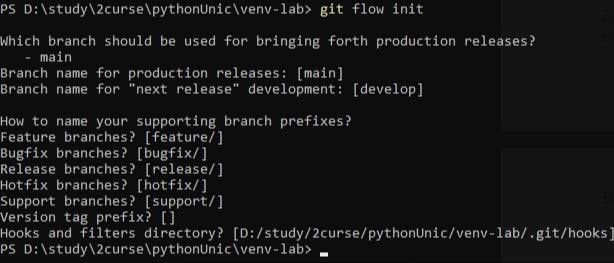 PS D:\study\2curse\pythonUnic\venv-lab> git flow init
Which branch should be used for bringing forth production releases?
- main
Branch name for production releases: [main]
Branch name for "next release" development: [develop]
How to name your supporting branch prefixes?
Feature branches? [feature/]
Bugfix branches? [bugfix/]
Release branches? [release/]
Hotfix branches? [hotfix/]
Support branches? [support/]
Version tag prefix? []
Hooks and filters directory? [D:/study/2curse/pythonUnic/venv-lab/.git/hooks]
PS D:\study\2curse\pythonUnic\venv-lab>